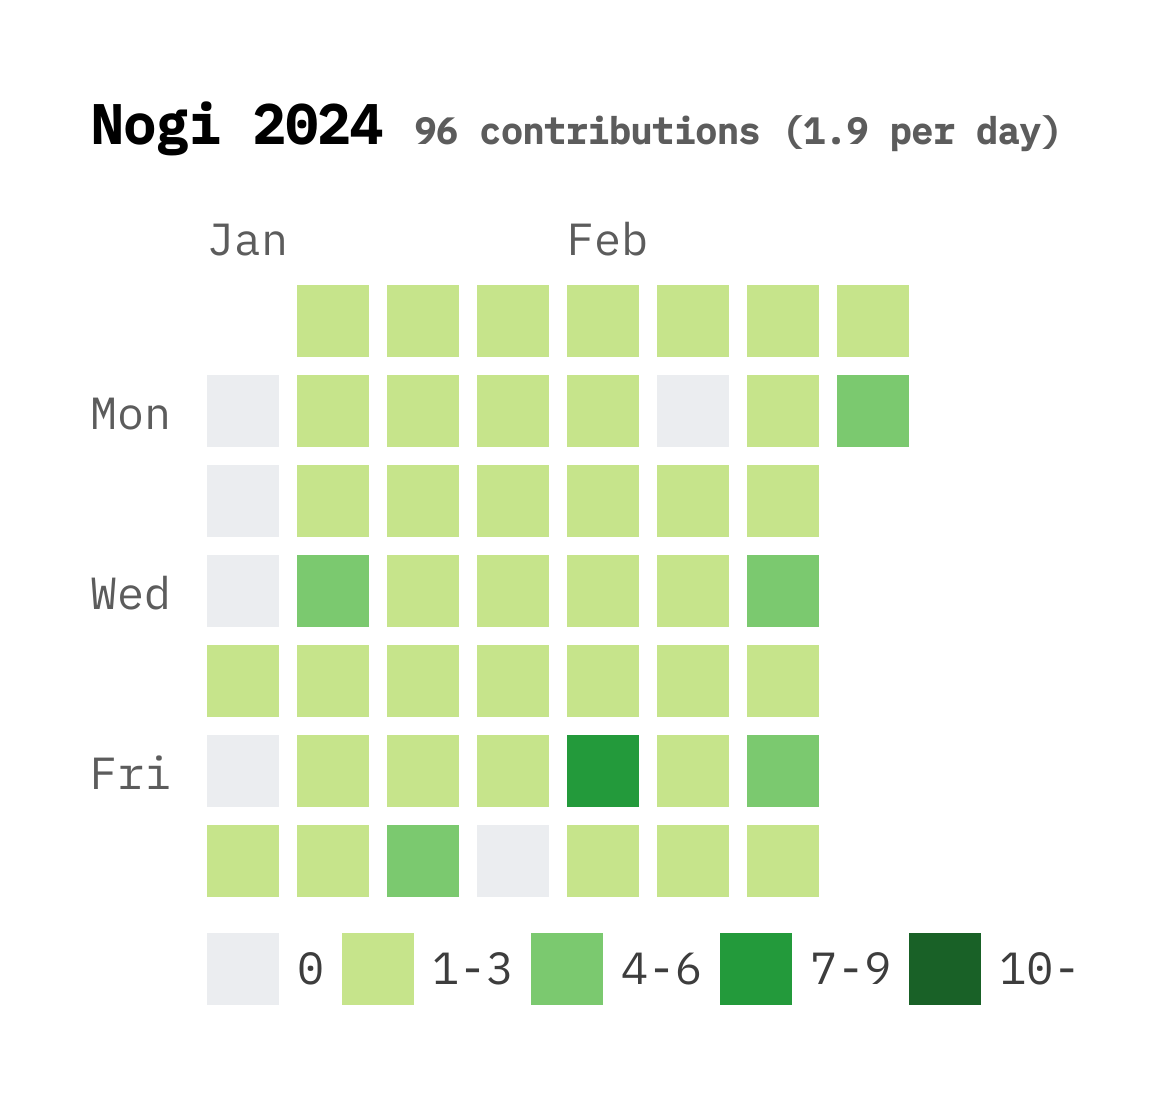 Nogi 2024 96 contributions (1.9 per day)
Jan Feb
Mon
Wed
Fri
0 1-3 4-6 7-9 10-